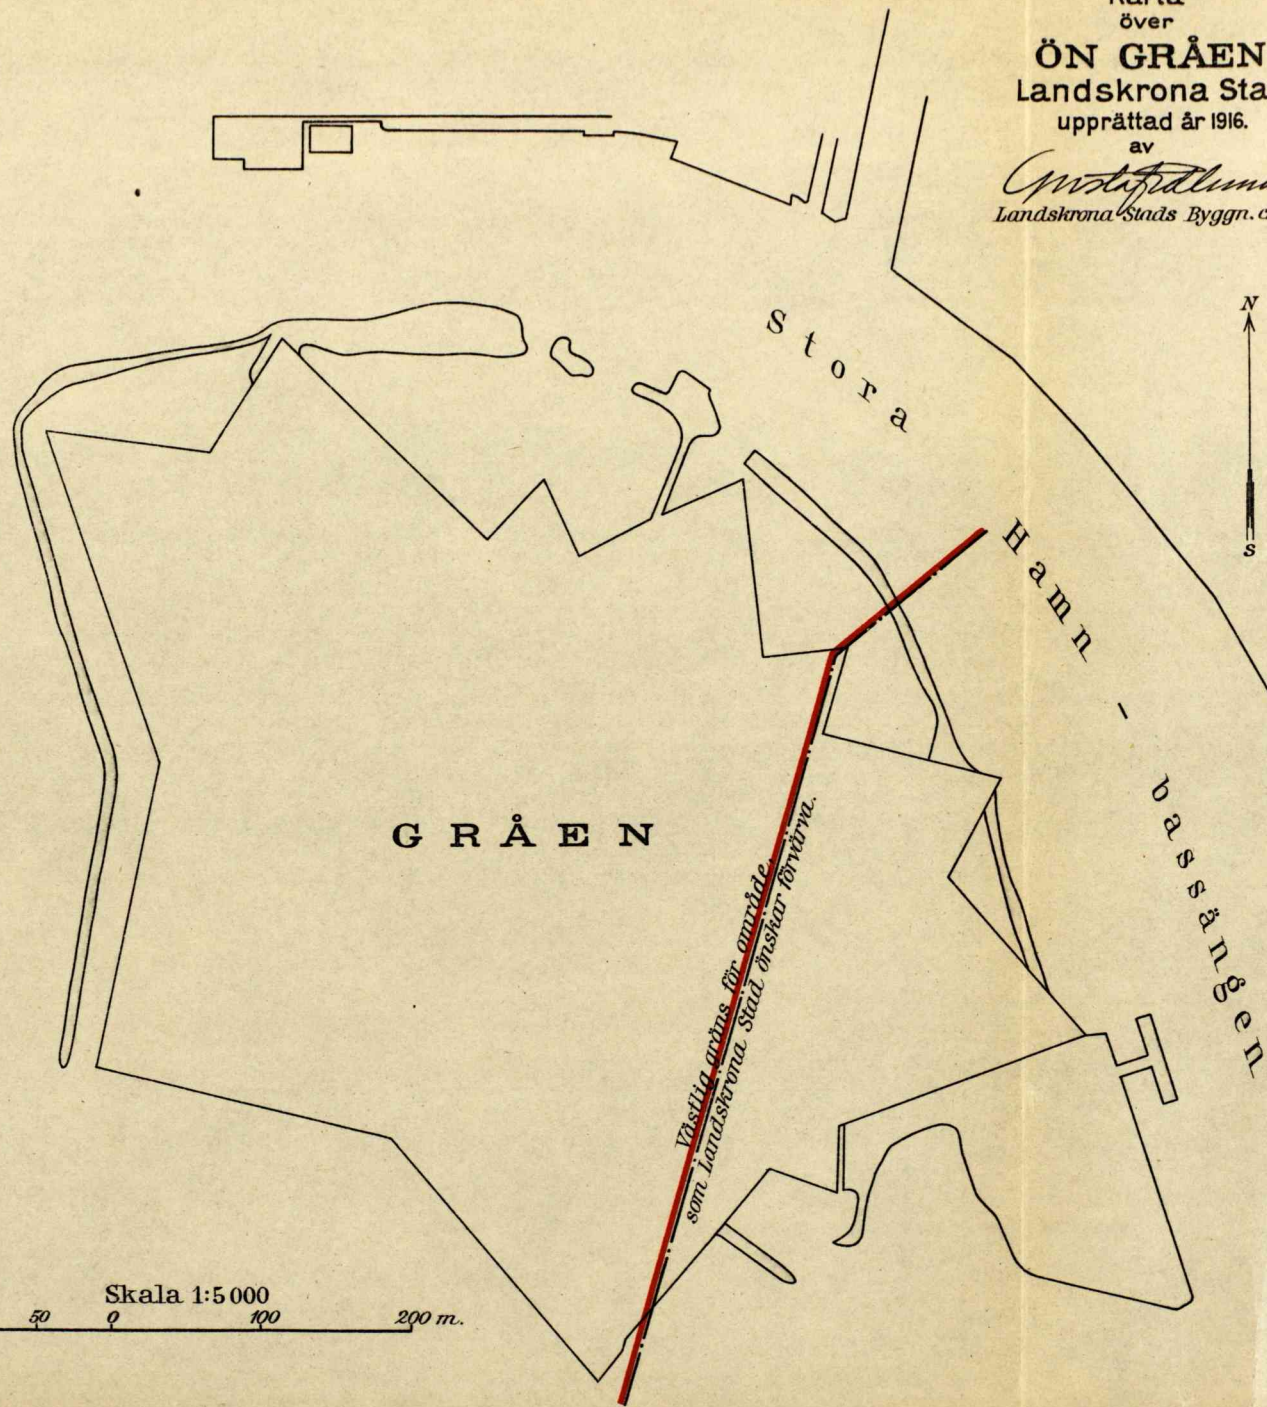 Karta
över
ÖN GRÅEN
Landskrona Sta
upprättad år 1916.
av
Landskrona Stads Byggn. c
N
S
Stora
Hamn - bassängen
GRÅEN
Västlig gräns för område,
som Landskrona Stad önskar förvärva.
Skala 1:5000
50 0 100 200 m.